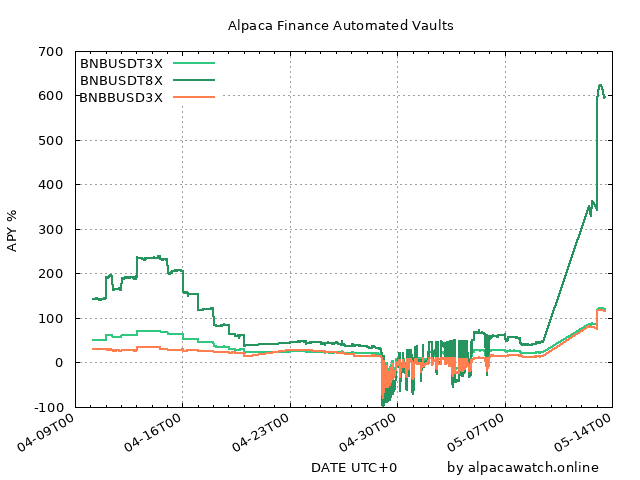 Alpaca Finance Automated Vaults
700
600
500
400
300
200
100
0
-100
APY %
BNBUSDT3X
BNBUSDT8X
BNBBUSD3X
04-09T00
04-16T00
04-23T00
04-30T00
05-07T00
05-14T00
DATE UTC+0
by alpacawatch.online